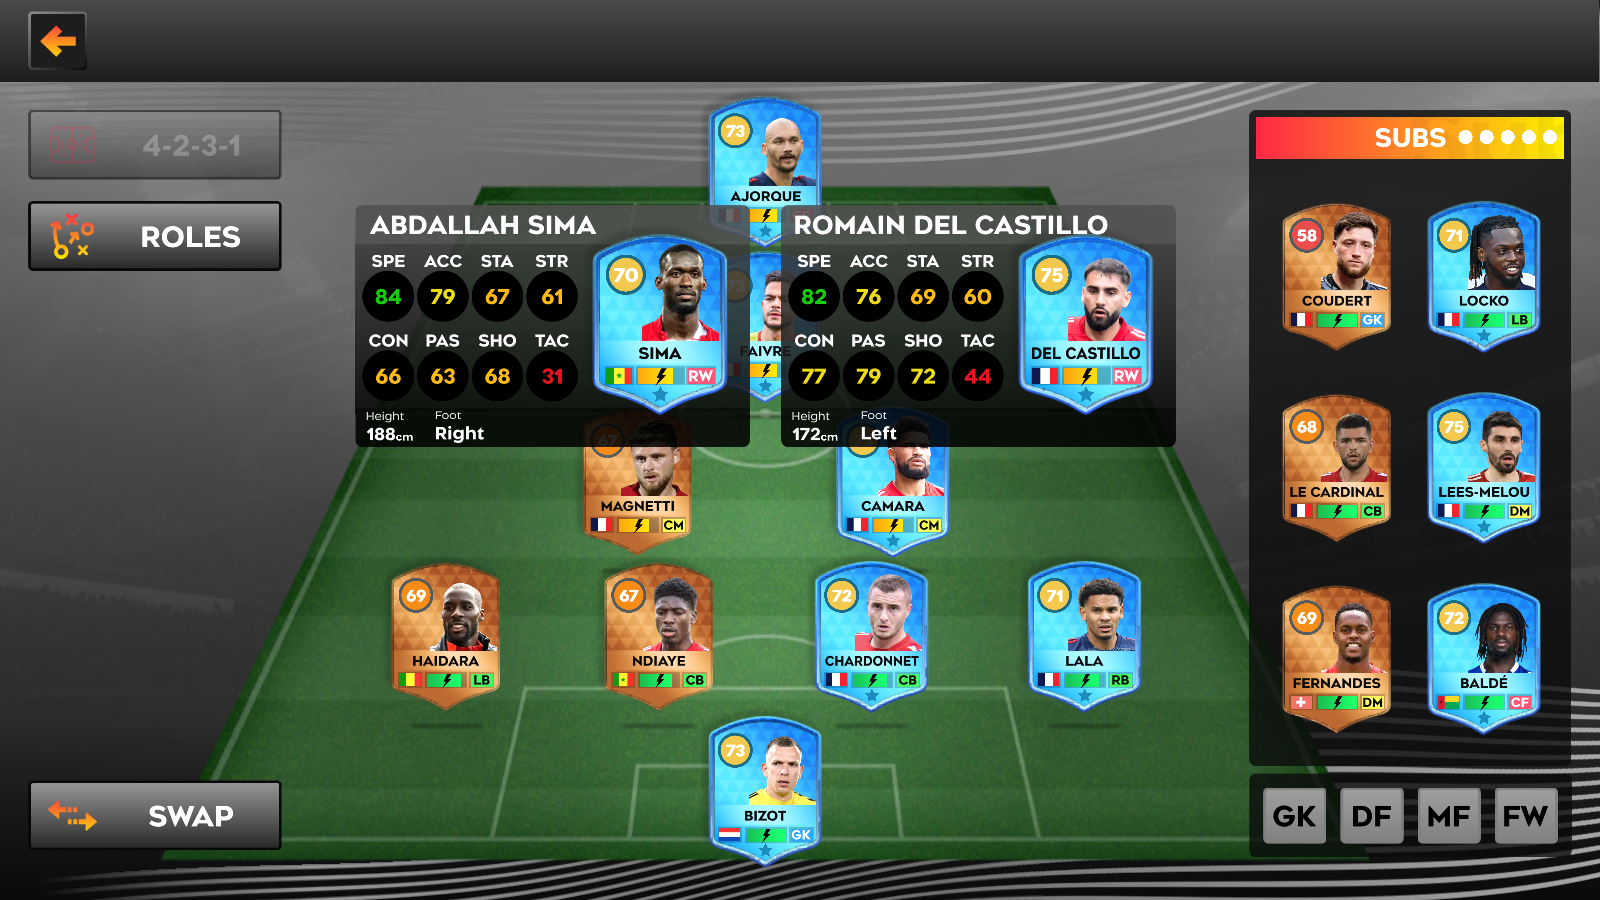 4-2-3-1
ROLES
SWAP
73
AJORQUE
ABDALLAH SIMA
SPE ACC STA STR
84 79 67 61
CON PAS SHO TAC
66 63 68 31
Height Foot
188cm Right
70
SIMA
RW
73
FAIVRE
ROMAIN DEL CASTILLO
SPE ACC STA STR
82 76 69 60
CON PAS SHO TAC
77 79 72 44
Height Foot
172cm Left
75
DEL CASTILLO
RW
67
MAGNETTI
CM
CAMARA
CM
69
HAIDARA
LB
67
NDIAYE
CB
72
CHARDONNET
CB
71
LALA
RB
73
BIZOT
GK
SUBS
58
COUDERT
GK
71
LOCKO
LB
68
LE CARDINAL
CB
75
LEES-MELOU
DM
69
FERNANDES
DM
72
BALDÉ
CF
GK DF MF FW